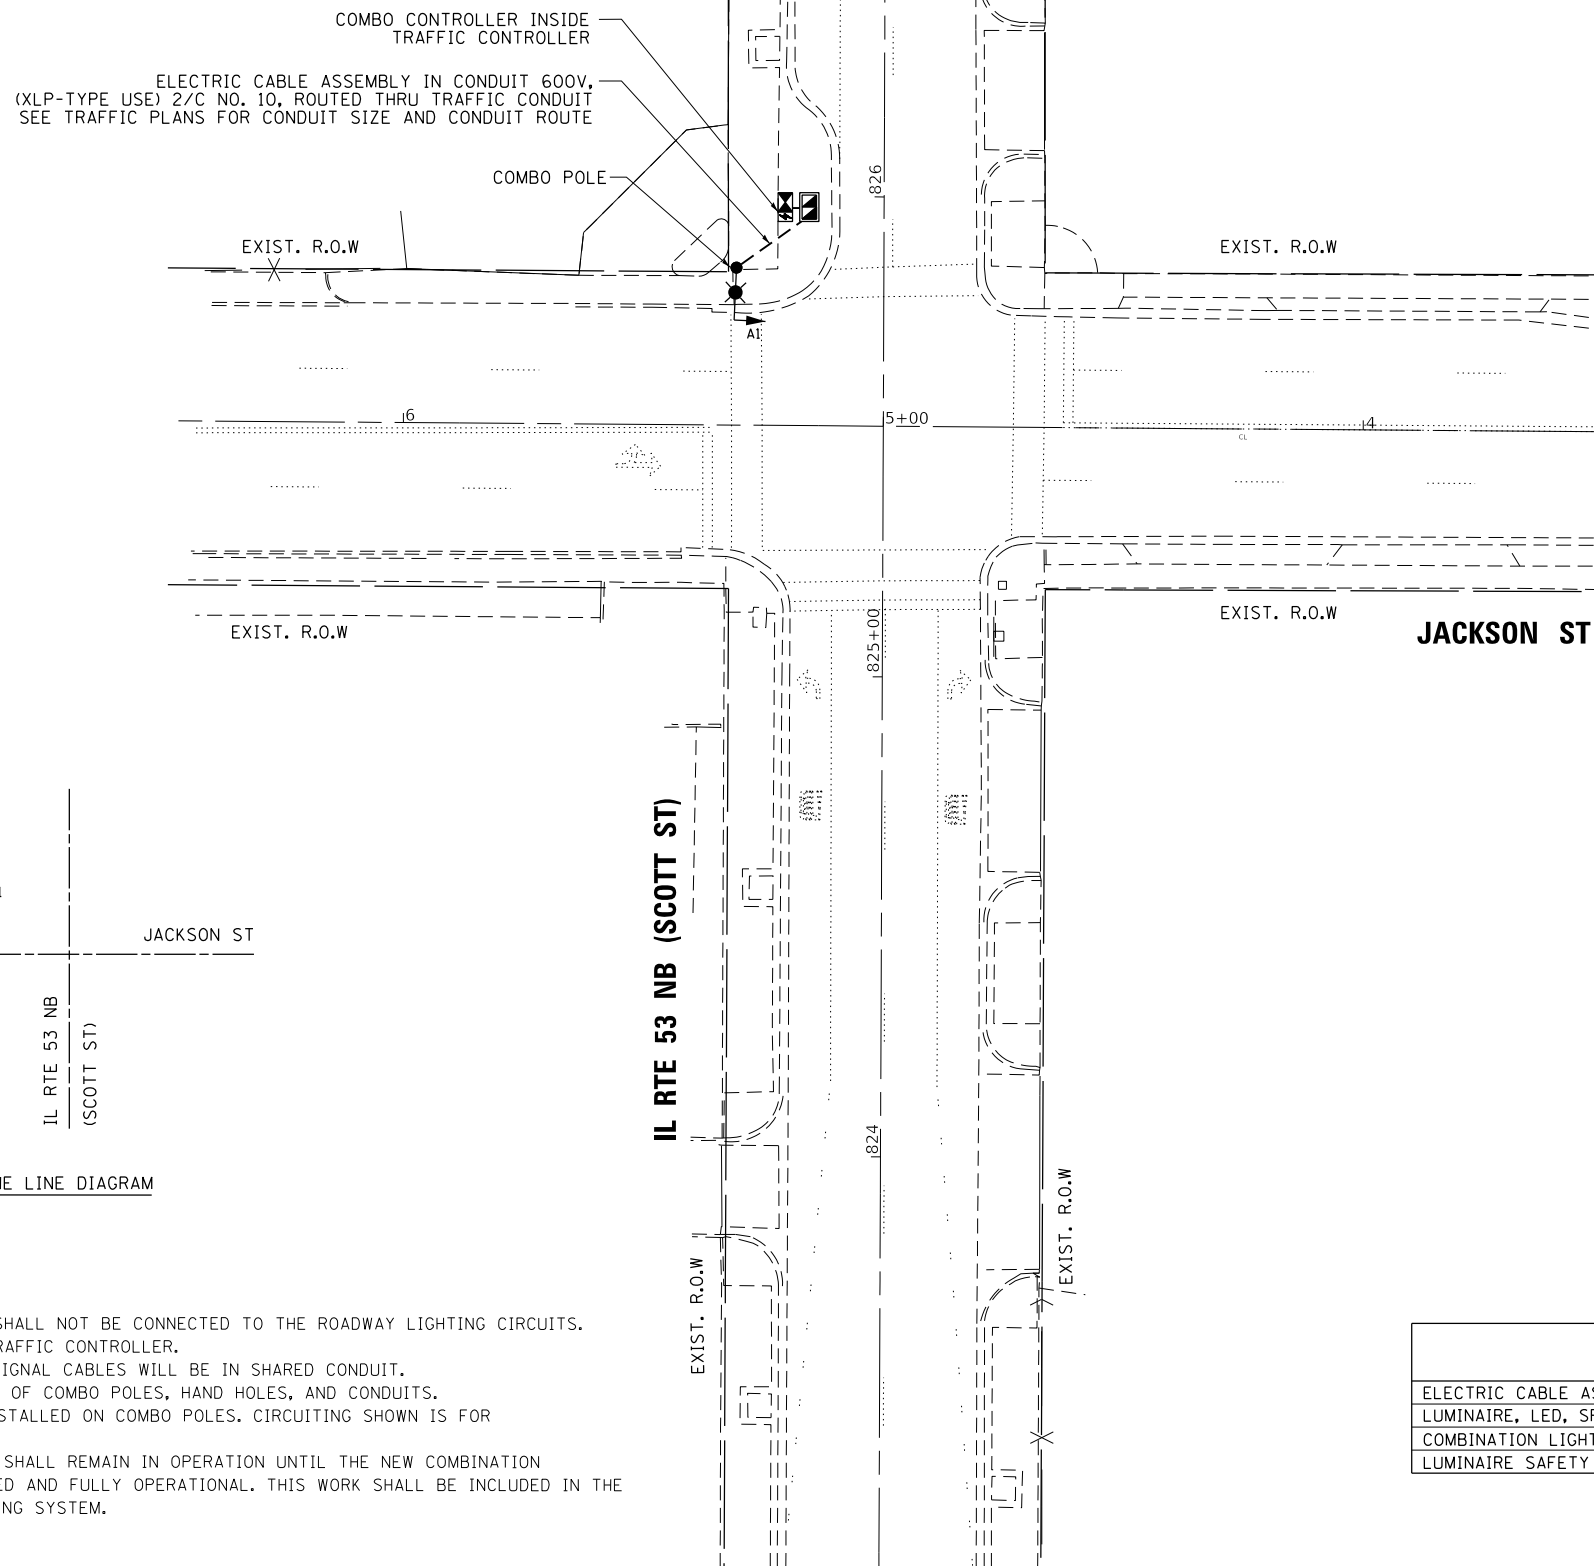 COMBO CONTROLLER INSIDE
TRAFFIC CONTROLLER
ELECTRIC CABLE ASSEMBLY IN CONDUIT 600V,
(XLP-TYPE USE) 2/C NO. 10, ROUTED THRU TRAFFIC CONDUIT
SEE TRAFFIC PLANS FOR CONDUIT SIZE AND CONDUIT ROUTE
COMBO POLE
826
EXIST. R.O.W
EXIST. R.O.W
A1
6
5+00
4
CL
825+00
EXIST. R.O.W
EXIST. R.O.W
JACKSON ST
IL RTE 53 NB (SCOTT ST)
JACKSON ST
IL RTE 53 NB
(SCOTT ST)
824
LINE DIAGRAM
EXIST. R.O.W
EXIST. R.O.W
SHALL NOT BE CONNECTED TO THE ROADWAY LIGHTING CIRCUITS.
RAFFIC CONTROLLER.
IGNAL CABLES WILL BE IN SHARED CONDUIT.
OF COMBO POLES, HAND HOLES, AND CONDUITS.
STALLED ON COMBO POLES. CIRCUITING SHOWN IS FOR
SHALL REMAIN IN OPERATION UNTIL THE NEW COMBINATION
ED AND FULLY OPERATIONAL. THIS WORK SHALL BE INCLUDED IN THE
NG SYSTEM.
ELECTRIC CABLE AS
LUMINAIRE, LED, SP
COMBINATION LIGHT
LUMINAIRE SAFETY